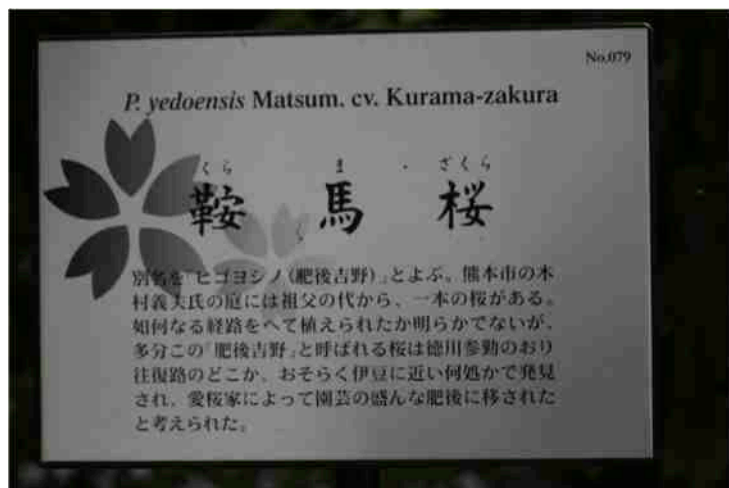 No.079
P. yedoensis Matsum. cv. Kurama-zakura
くら ま ざくら
鞍馬桜
別名を「ヒゴヨシノ(肥後吉野)」とよぶ。熊本市の木
村義夫氏の庭には祖父の代から、一本の桜がある。
如何なる経路をへて植えられたか明らかでないが、
多分この「肥後吉野」と呼ばれる桜は徳川参勤のおり
往復路のどこか、おそらく伊豆に近い何処かで発見
され、愛桜家によって園芸の盛んな肥後に移された
と考えられた。